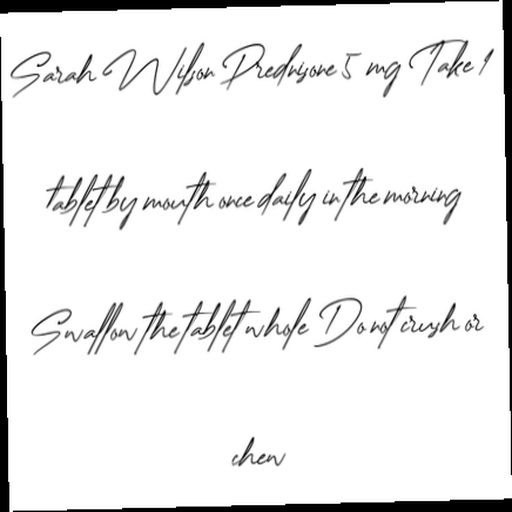 Sarah Wilson Prednisone 5 mg Take 1
tablet by mouth once daily in the morning
Swallow the tablet whole Do not crush or
chew